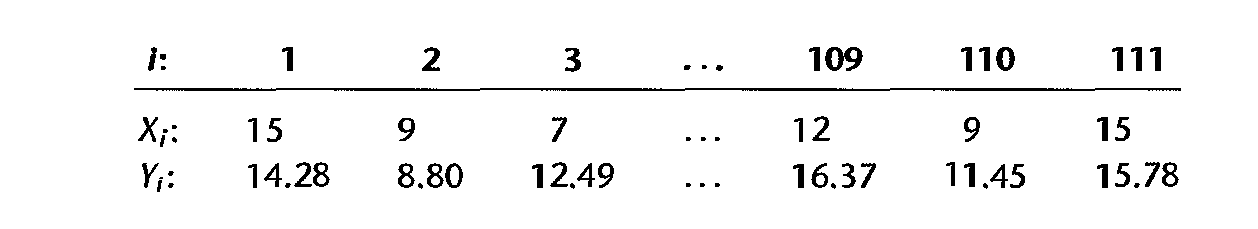 i: 1 2 3 ... 109 110 111
Xi: 15 9 7 ... 12 9 15
Yi: 14.28 8.80 12.49 ... 16.37 11.45 15.78